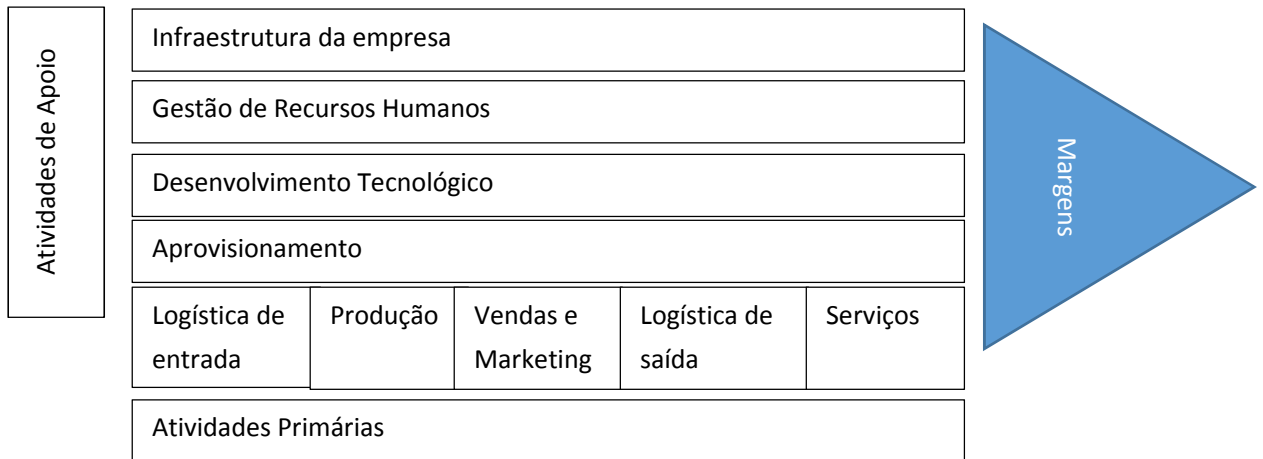 Atividades de Apoio
Infraestrutura da empresa
Gestão de Recursos Humanos
Desenvolvimento Tecnológico
Aprovisionamento
Logística de
entrada
Produção
Vendas e
Marketing
Logística de
saída
Serviços
Atividades Primárias
Margens